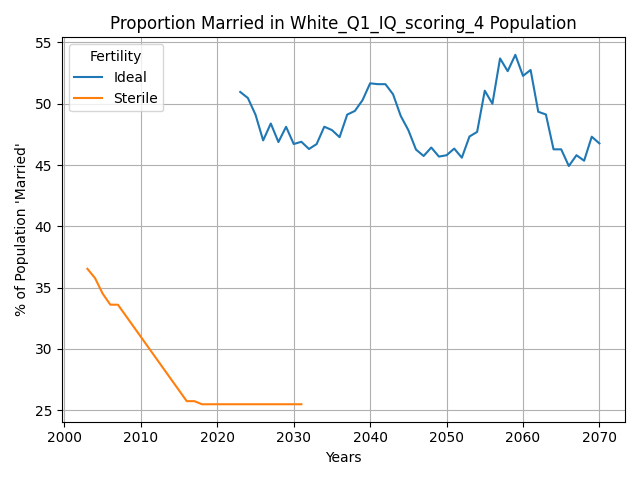 Proportion Married in White_Q1_IQ_scoring_4 Population
% of Population 'Married'
55
50
45
40
35
30
25
Fertility
Ideal
Sterile
2000 2010 2020 2030 2040 2050 2060 2070
Years